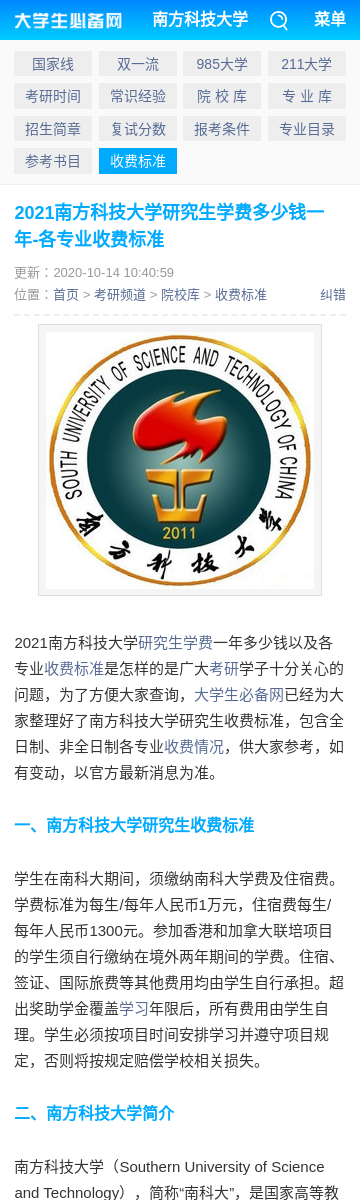 大学生必备网 南方科技大学 菜单
国家线 双一流 985大学 211大学
考研时间 常识经验 院 校 库 专 业 库
招生简章 复试分数 报考条件 专业目录
参考书目 收费标准
2021南方科技大学研究生学费多少钱一
年-各专业收费标准
更新：2020-10-14 10:40:59
位置：首页 > 考研频道 > 院校库 > 收费标准 纠错
SOUTH UNIVERSITY OF SCIENCE AND TECHNOLOGY OF CHINA
2011
南方科技大学
2021南方科技大学研究生学费一年多少钱以及各
专业收费标准是怎样的是广大考研学子十分关心的
问题，为了方便大家查询，大学生必备网已经为大
家整理好了南方科技大学研究生收费标准，包含全
日制、非全日制各专业收费情况，供大家参考，如
有变动，以官方最新消息为准。
一、南方科技大学研究生收费标准
学生在南科大期间，须缴纳南科大学费及住宿费。
学费标准为每生/每年人民币1万元，住宿费每生/
每年人民币1300元。参加香港和加拿大联培项目
的学生须自行缴纳在境外两年期间的学费。住宿、
签证、国际旅费等其他费用均由学生自行承担。超
出奖助学金覆盖学习年限后，所有费用由学生自
理。学生必须按项目时间安排学习并遵守项目规
定，否则将按规定赔偿学校相关损失。
二、南方科技大学简介
南方科技大学（Southern University of Science
and Technology），简称“南科大”，是国家高等教